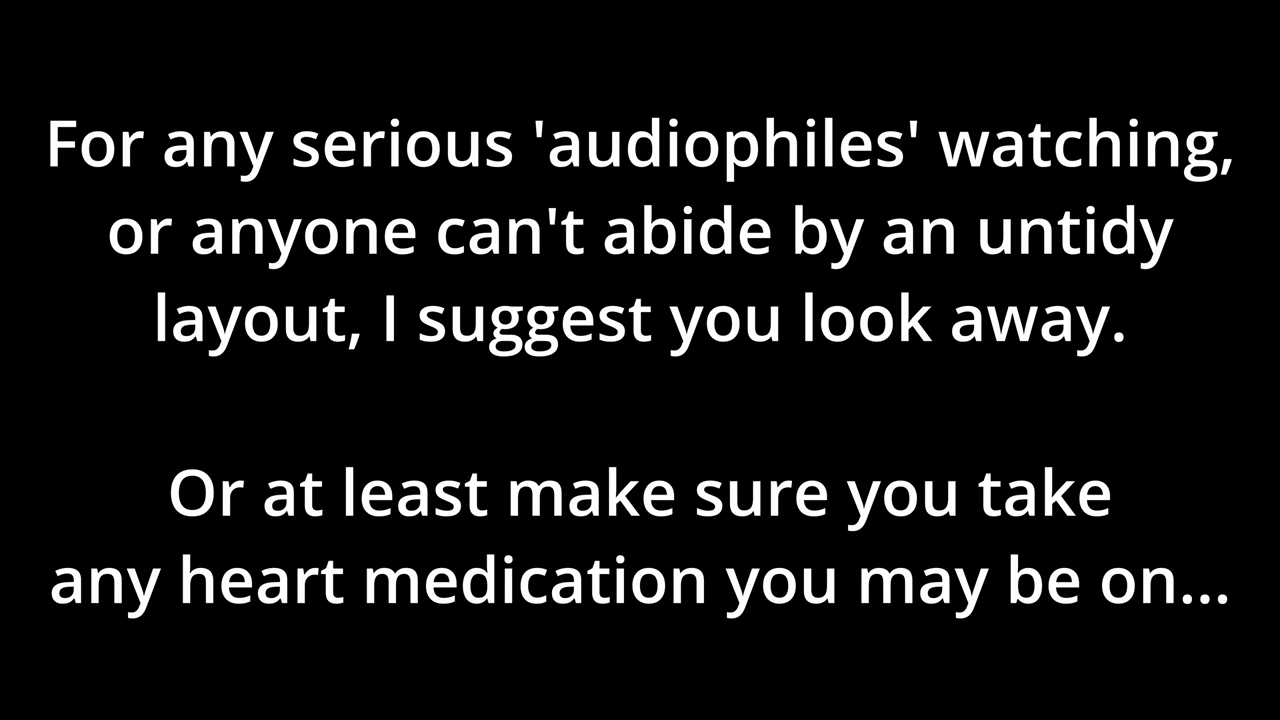 For any serious 'audiophiles' watching,
or anyone can't abide by an untidy
layout, I suggest you look away.
Or at least make sure you take
any heart medication you may be on...